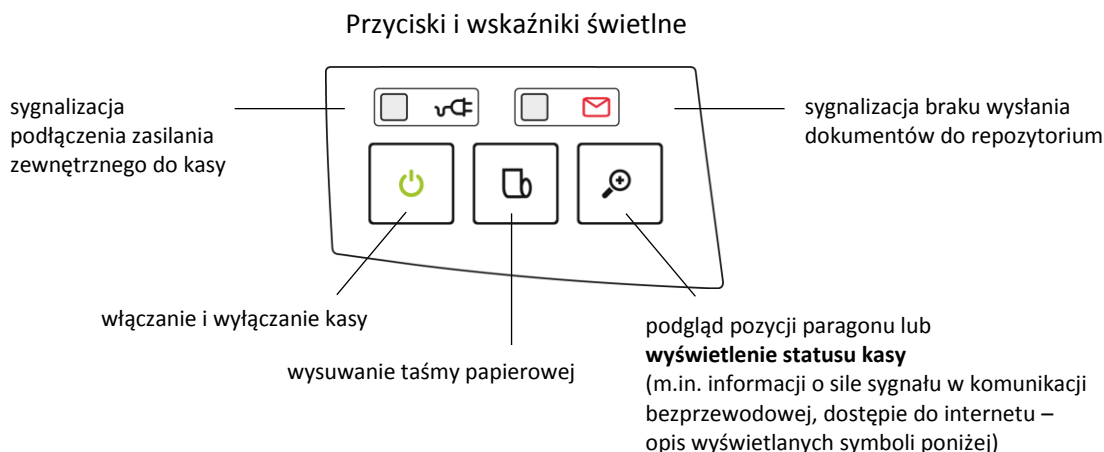 Przyciski i wskaźniki świetlne
sygnalizacja
podłączenia zasilania
zewnętrznego do kasy
sygnalizacja braku wysłania
dokumentów do repozytorium
włączanie i wyłączanie kasy
wysuwanie taśmy papierowej
podgląd pozycji paragonu lub
wyświetlenie statusu kasy
(m.in. informacji o sile sygnału w komunikacji
bezprzewodowej, dostępie do internetu –
opis wyświetlanych symboli poniżej)